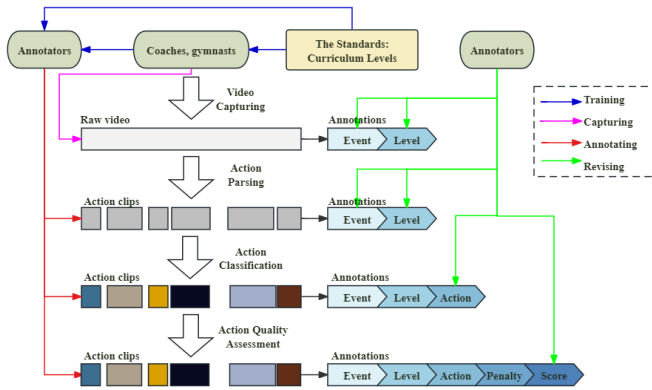 Annotators
Coaches, gymnasts
The Standards:
Curriculum Levels
Annotators
Video
Capturing
Raw video
Annotations
Event
Level
Training
Capturing
Annotating
Revising
Action
Parsing
Action clips
Annotations
Event
Level
Action
Classification
Action clips
Annotations
Event
Level
Action
Action Quality
Assessment
Action clips
Annotations
Event
Level
Action
Penalty
Score